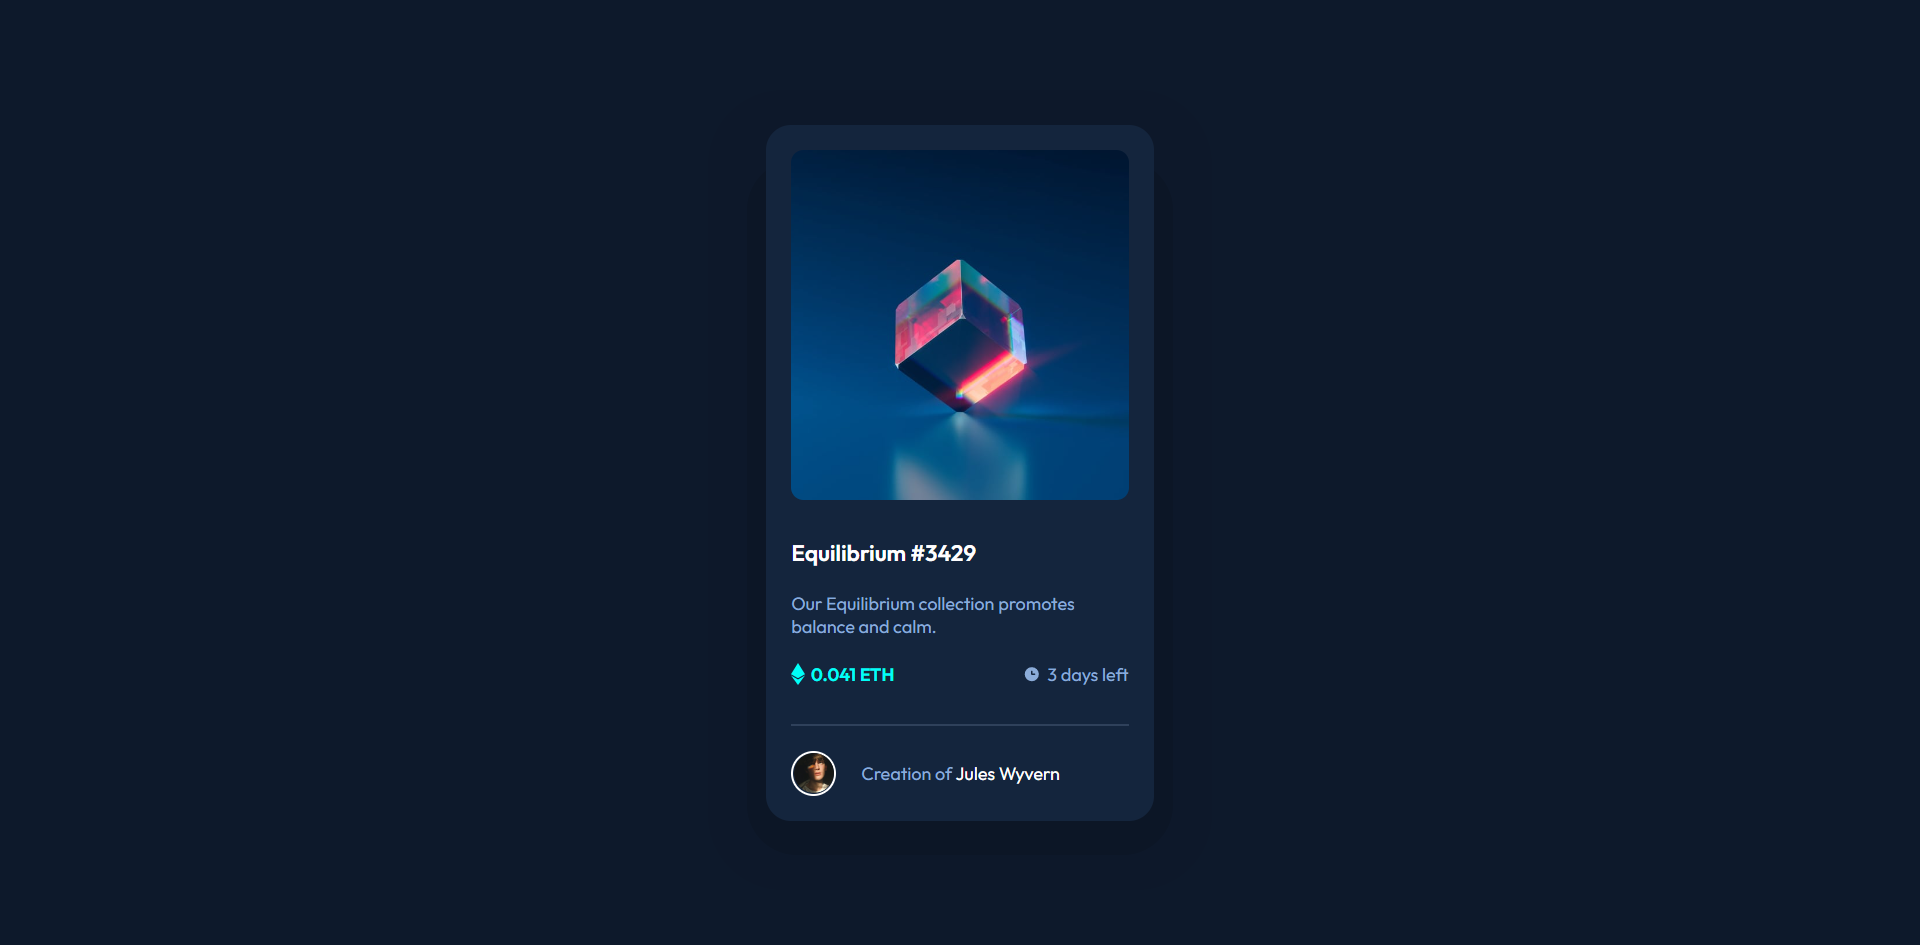 Equilibrium #3429
Our Equilibrium collection promotes
balance and calm.
0.041 ETH
3 days left
Creation of Jules Wyvern